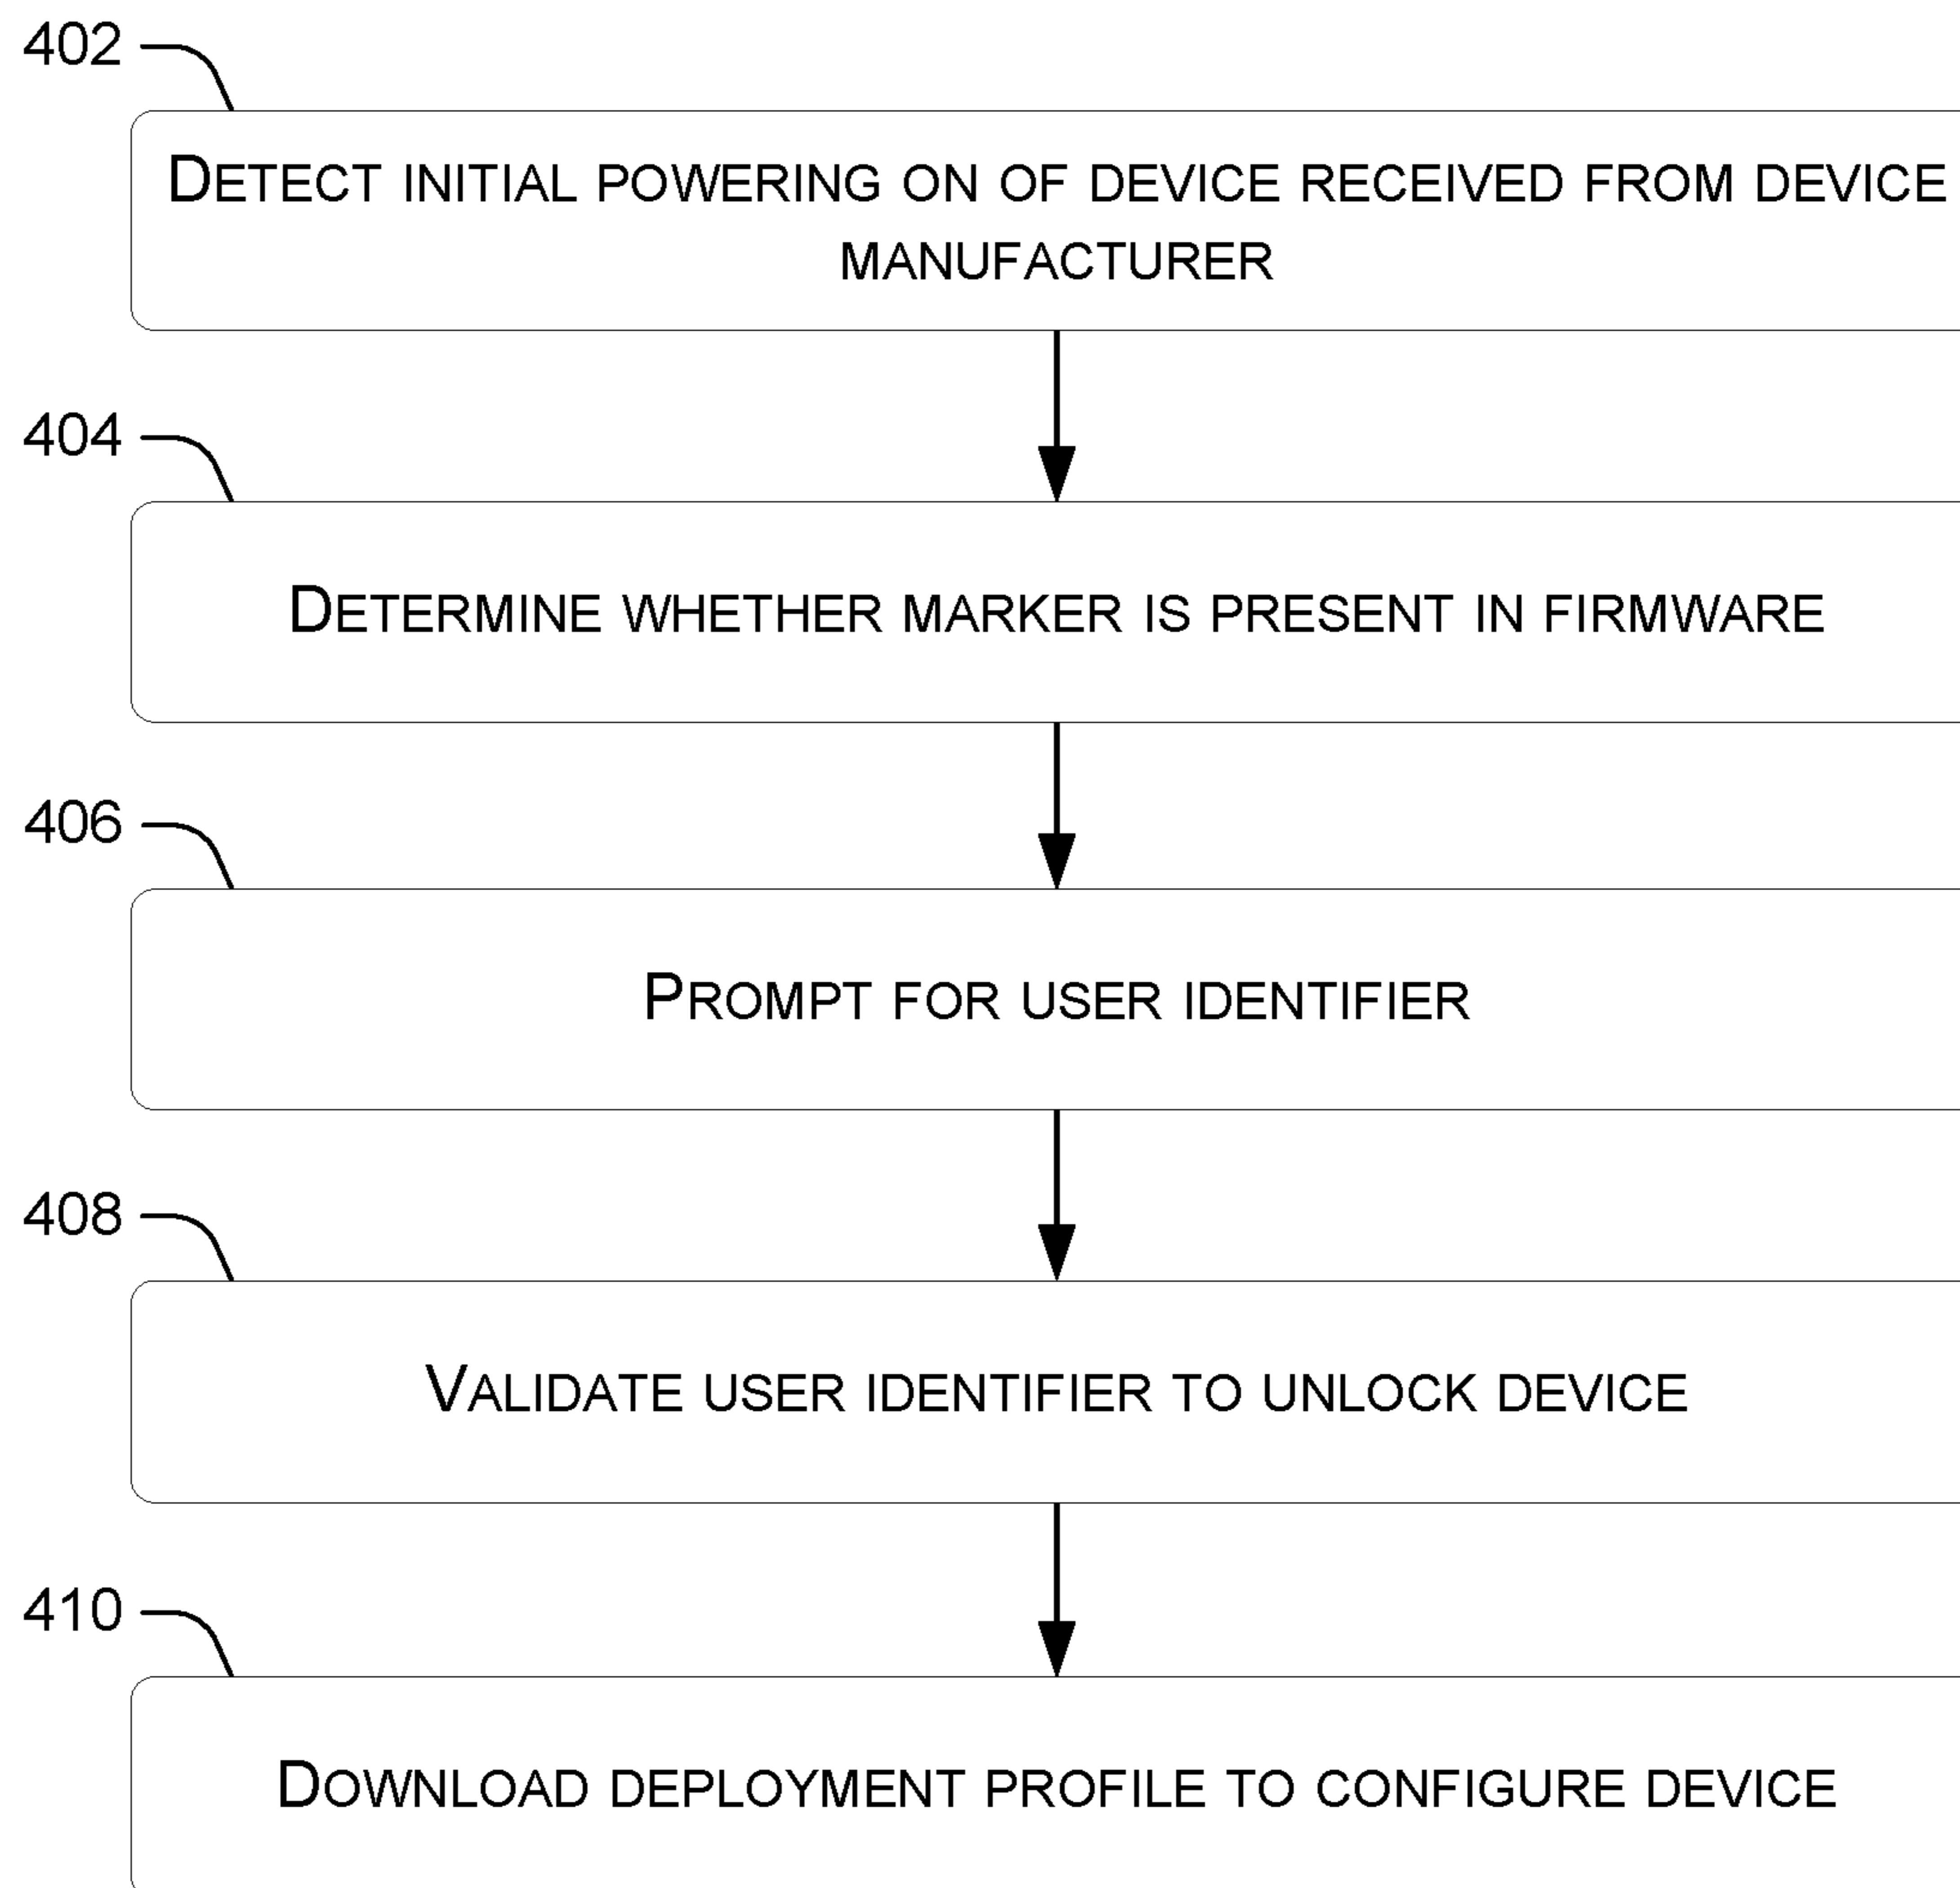 402
DETECT INITIAL POWERING ON OF DEVICE RECEIVED FROM DEVICE
MANUFACTURER
404
DETERMINE WHETHER MARKER IS PRESENT IN FIRMWARE
406
PROMPT FOR USER IDENTIFIER
408
VALIDATE USER IDENTIFIER TO UNLOCK DEVICE
410
DOWNLOAD DEPLOYMENT PROFILE TO CONFIGURE DEVICE